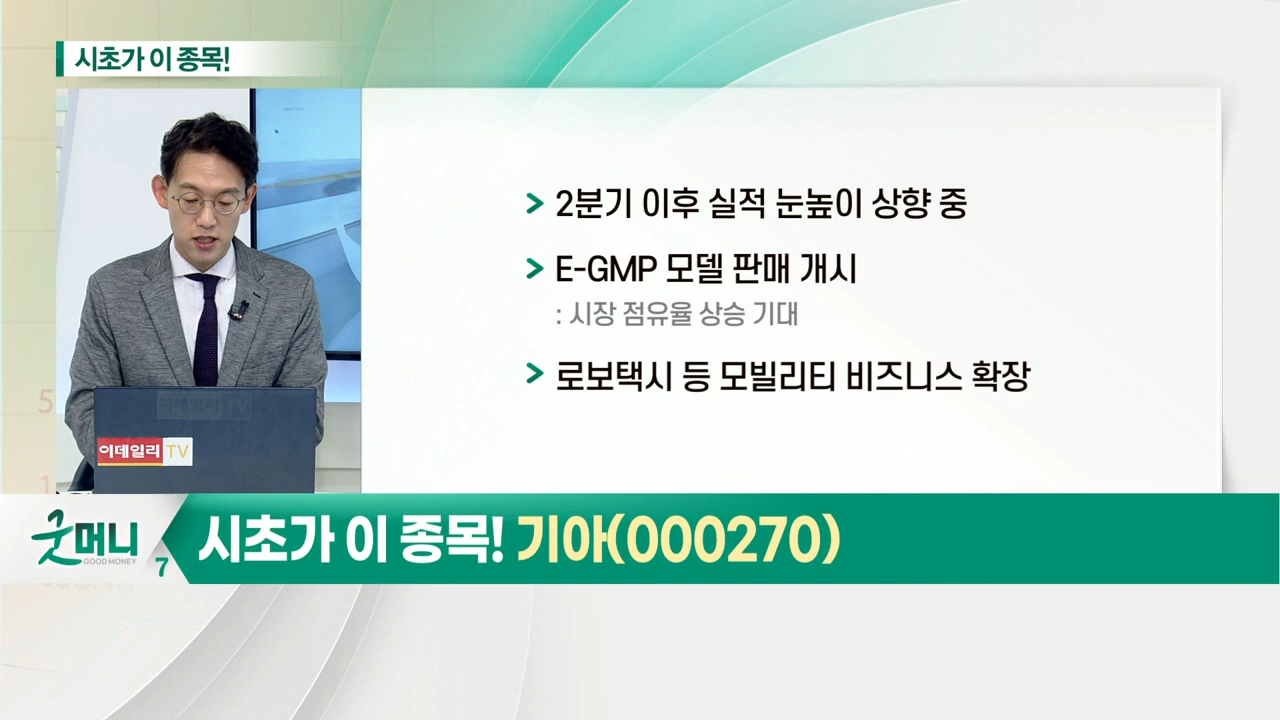 시초가 이 종목!
> 2분기 이후 실적 눈높이 상향 중
> E-GMP 모델 판매 개시
: 시장 점유율 상승 기대
> 로보택시 등 모빌리티 비즈니스 확장
이데일리 TV
굿머니
GOOD MONEY
7
시초가 이 종목! 기아(000270)